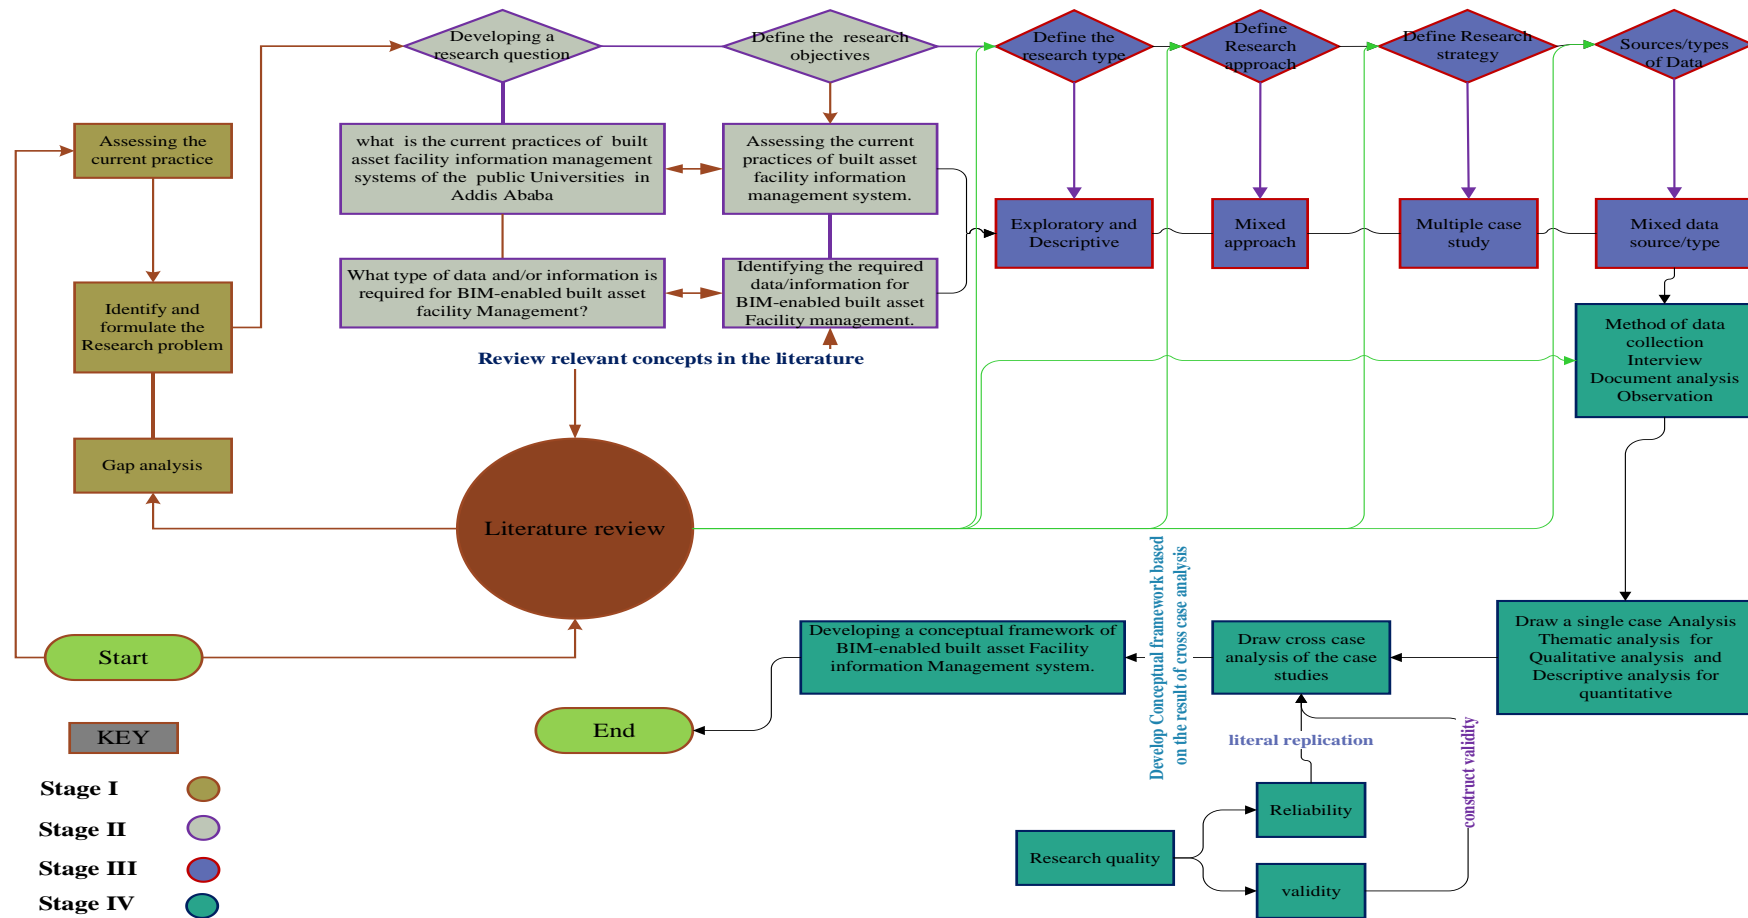 Developing a
research question
Define the  research
objectives
Define the
research type
Define
Research
approach
Define Research
strategy
Sources/types
of Data
Assessing the
current practice
what  is the current practices of  built
asset facility information management
systems of the  public Universities  in
Addis Ababa
Assessing the current
practices of built asset
facility information
management system.
Exploratory and
Descriptive
Mixed
approach
Multiple case
study
Mixed data
source/type
What type of data and/or information is
required for BIM-enabled built asset
facility Management?
Identifying the required
data/information for
BIM-enabled built asset
Facility management.
Identify and
formulate the
Research problem
Review relevant concepts in the literature
Method of data
collection
Interview
Document analysis
Observation
Gap analysis
Literature review
Start
Developing a conceptual framework of
BIM-enabled built asset Facility
information Management system.
Develop Conceptual framework based
on the result of cross case analysis
Draw cross case
analysis of the case
studies
Draw a single case Analysis
Thematic analysis  for
Qualitative analysis  and
Descriptive analysis for
quantitative
End
literal replication
construct validity
Reliability
Research quality
validity
KEY
Stage I
Stage II
Stage III
Stage IV